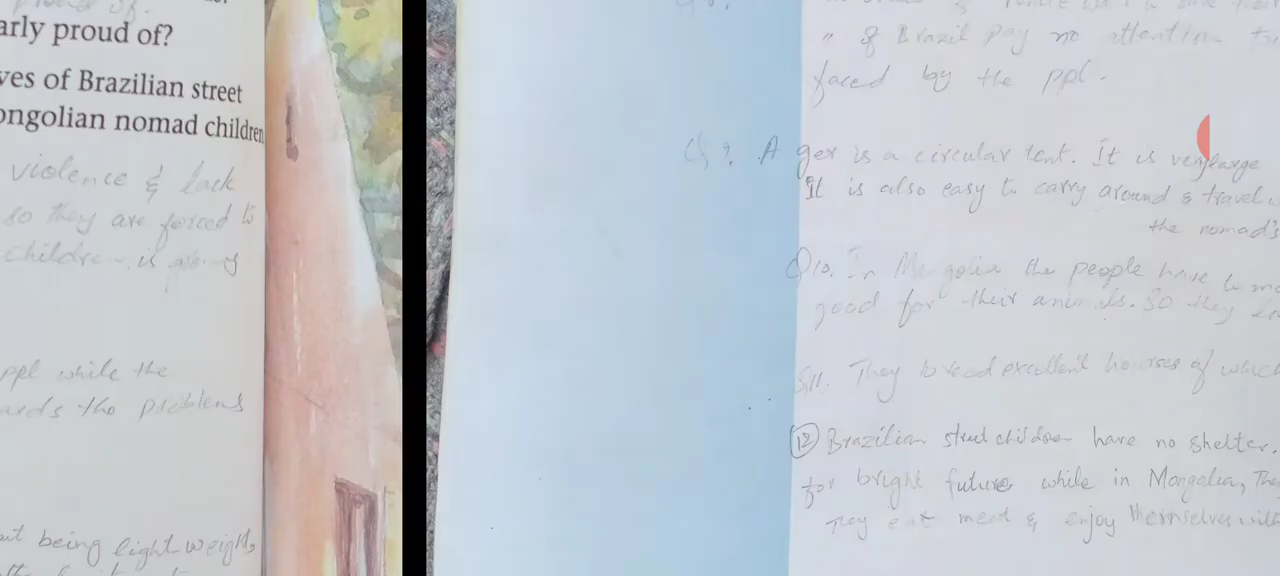 arly proud of?
ves of Brazilian street
ongolian nomad children
violence & lack
so they are forced to
children is
ppl while the
ards the problems
ut being light weight,
" of Brazil pay no attention
faced by the ppl.
Q 9. A ger is a circular tent. It is very large
It is also easy to carry around & travel
the nomad's
Q10. In Mongolia the people have to
good for their animals. So they
11. They breed excellent hourses of which
12 Brazilian street children have no shelter.
for bright future while in Mongolia, They
They eat meat & enjoy themselves with